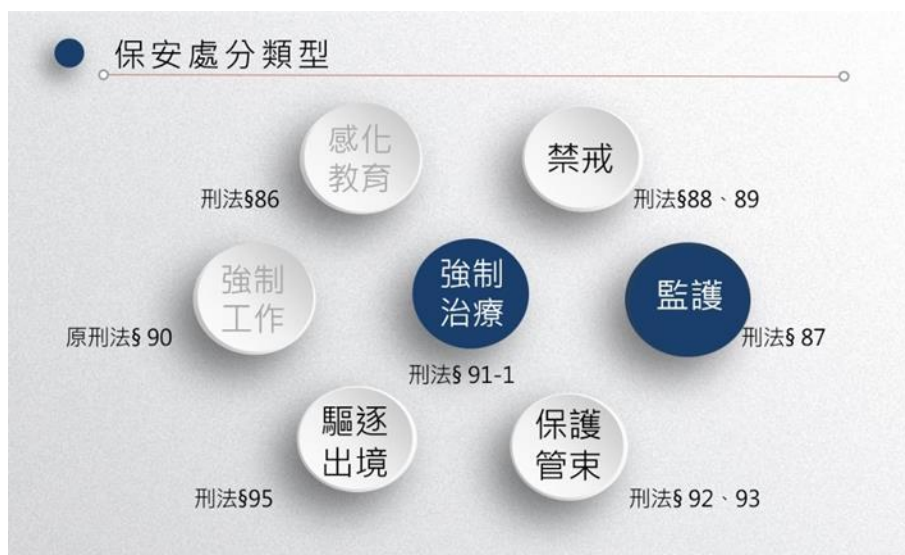 保安處分類型
感化
教育
刑法§86
禁戒
刑法§88、89
強制
工作
原刑法§ 90
強制
治療
刑法§ 91-1
監護
刑法§ 87
驅逐
出境
刑法§95
保護
管束
刑法§ 92、93